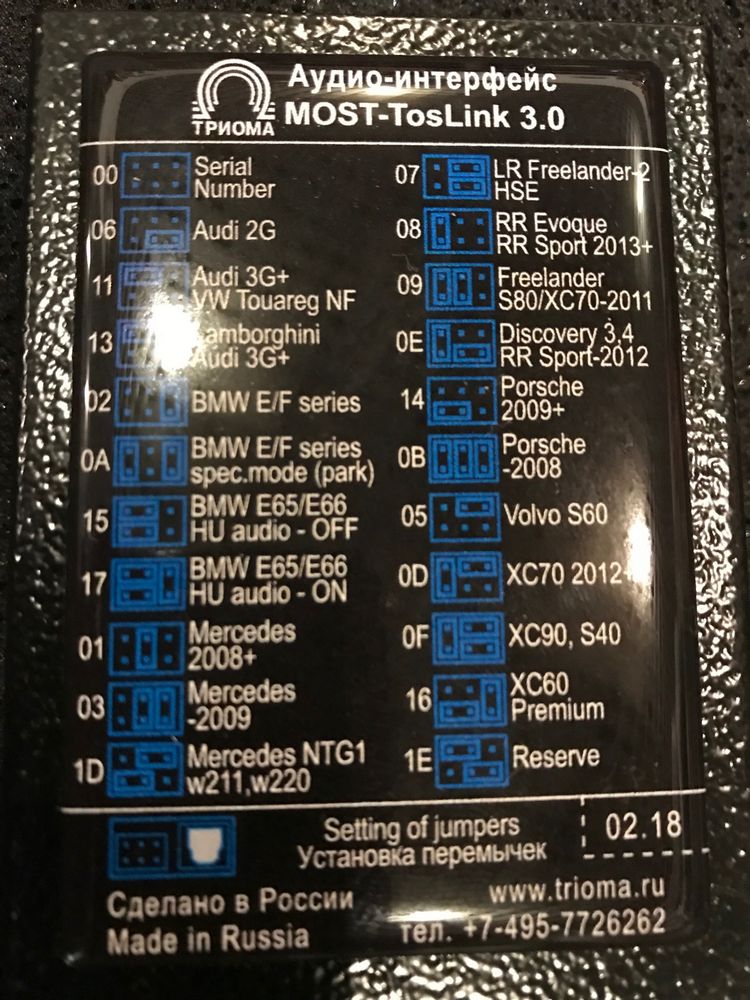 Аудио-интерфейс
ТРИОМА
MOST-TosLink 3.0
00 Serial
Number
06 Audi 2G
11 Audi 3G+
VW Touareg NF
13 Lamborghini
Audi 3G+
02 BMW E/F series
0A BMW E/F series
spec.mode (park)
15 BMW E65/E66
HU audio - OFF
17 BMW E65/E66
HU audio - ON
01 Mercedes
2008+
03 Mercedes
-2009
1D Mercedes NTG1
w211,w220
07 LR Freelander-2
HSE
08 RR Evoque
RR Sport 2013+
09 Freelander
S80/XC70-2011
0E Discovery 3,4
RR Sport-2012
14 Porsche
2009+
0B Porsche
-2008
05 Volvo S60
0D XC70 2012+
0F XC90, S40
16 XC60
Premium
1E Reserve
Setting of jumpers
Установка перемычек
02.18
Сделано в России
Made in Russia
www.trioma.ru
тел. +7-495-7726262